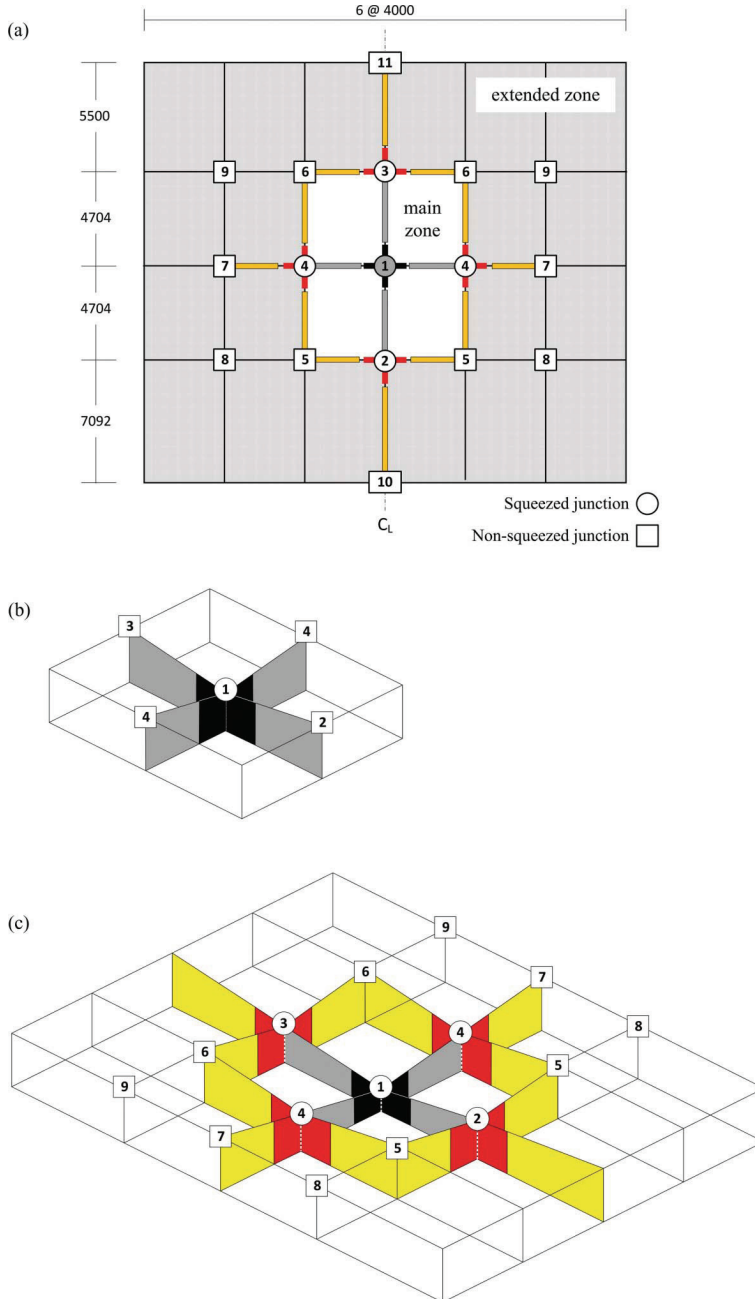 6 @ 4000
(a)
11
extended zone
5500
9 6 3 6 9
4704
main
zone
7 4 1 4 7
4704
8 5 2 5 8
7092
10
CL
Squeezed junction
Non-squeezed junction
(b)
3 4
1
4 2
(c)
9
6 7
3 4 8
6 5
1
9 4 2
7 5
8